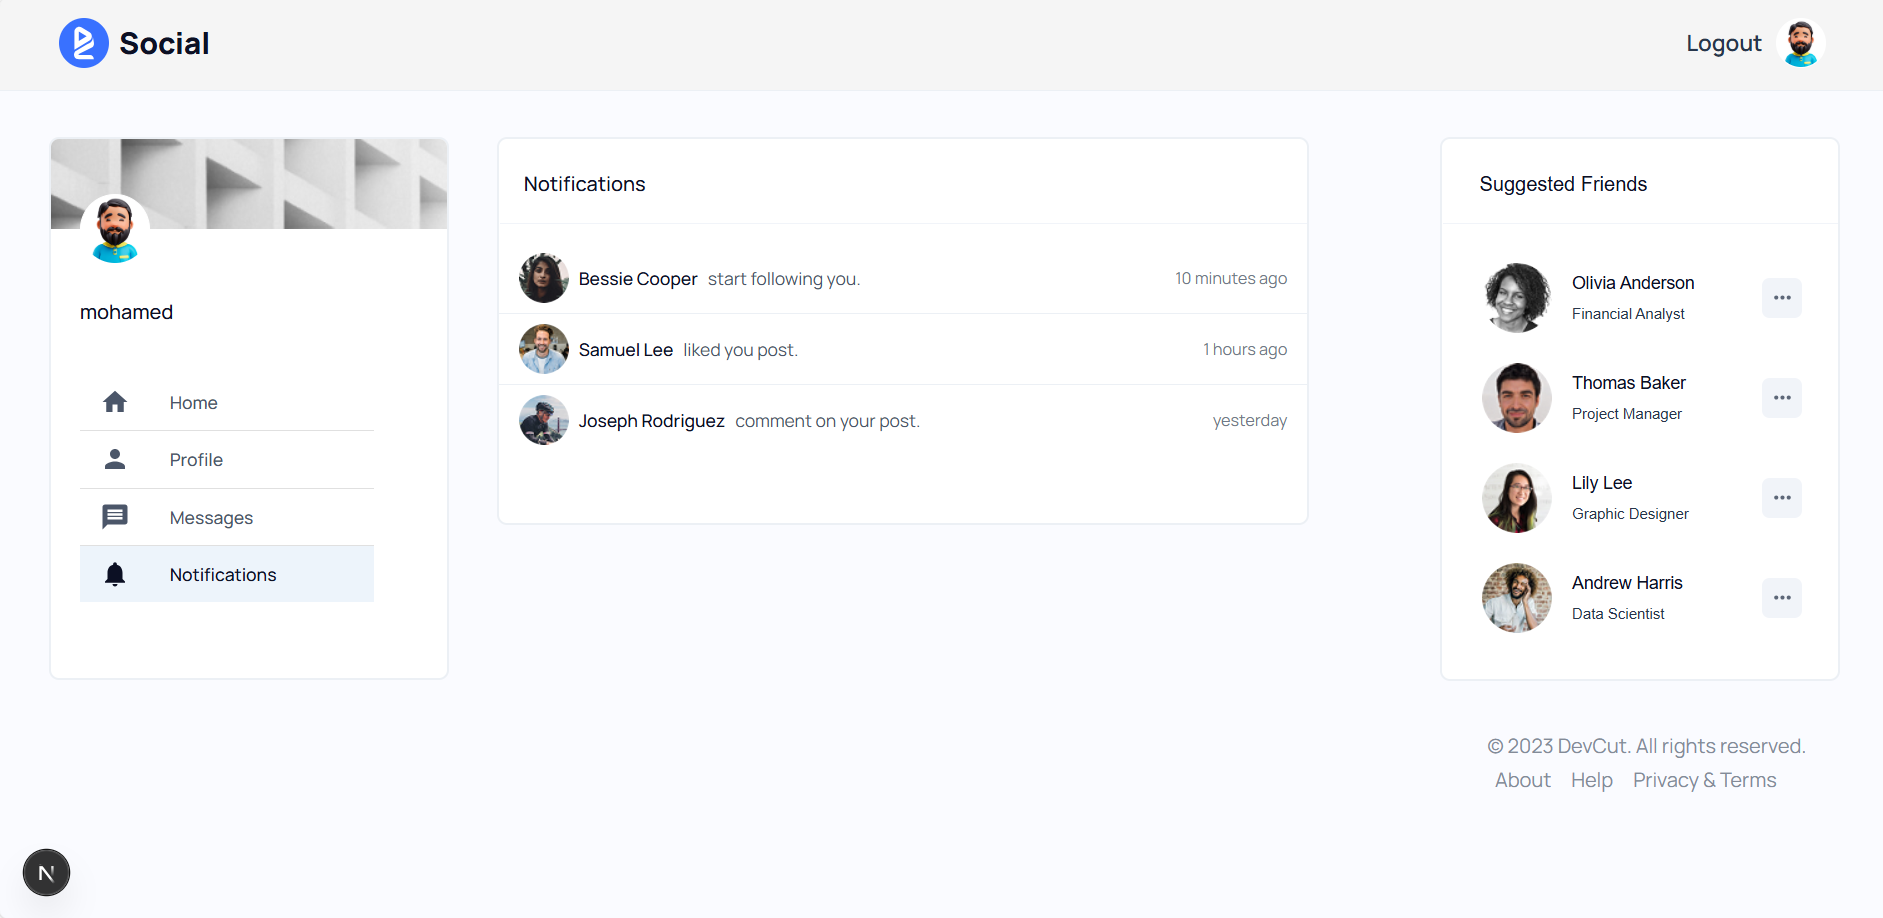 Social
Logout
mohamed
Home
Profile
Messages
Notifications
Notifications
Bessie Cooper start following you. 10 minutes ago
Samuel Lee liked you post. 1 hours ago
Joseph Rodriguez comment on your post. yesterday
Suggested Friends
Olivia Anderson
Financial Analyst
Thomas Baker
Project Manager
Lily Lee
Graphic Designer
Andrew Harris
Data Scientist
© 2023 DevCut. All rights reserved.
About Help Privacy & Terms
N